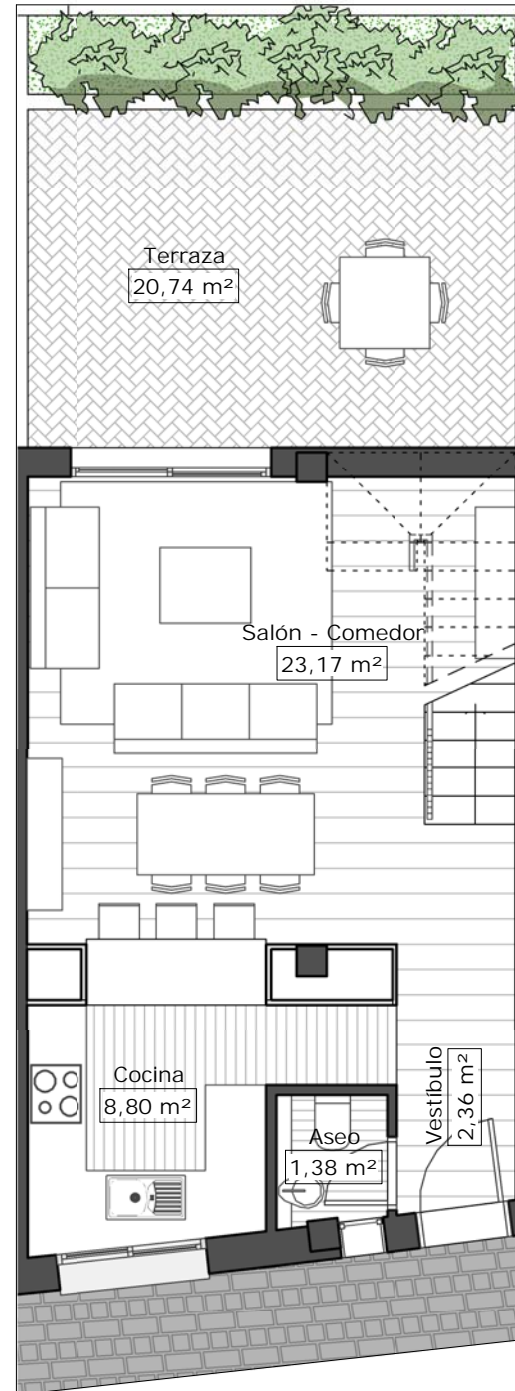 Terraza
20,74 m²
Salón - Comedor
23,17 m²
Cocina
8,80 m²
Aseo
1,38 m²
Vestíbulo
2,36 m²